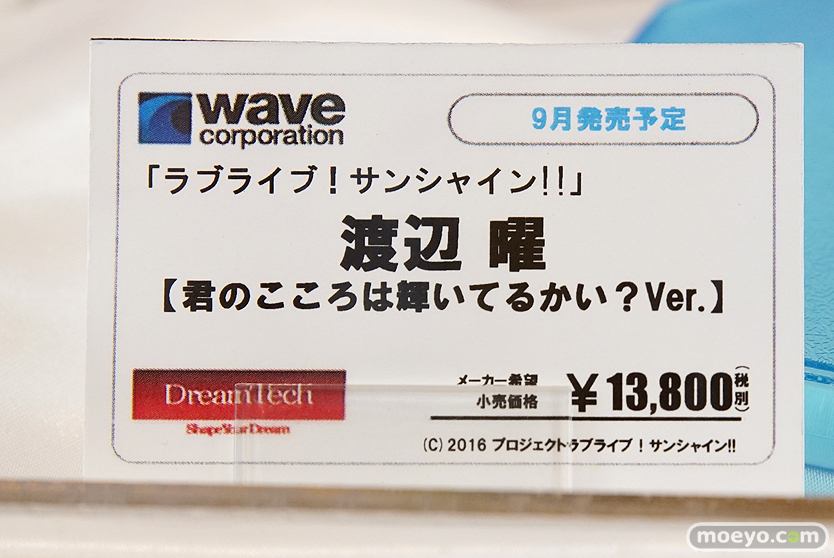 wave
corporation
9月発売予定
「ラブライブ！サンシャイン!!」
渡辺 曜
【君のこころは輝いてるかい？Ver.】
DreamTech
Shape Your Dream
メーカー希望
小売価格
￥13,800(税別)
(C) 2016 プロジェクトラブライブ！サンシャイン!!
moeyo.com